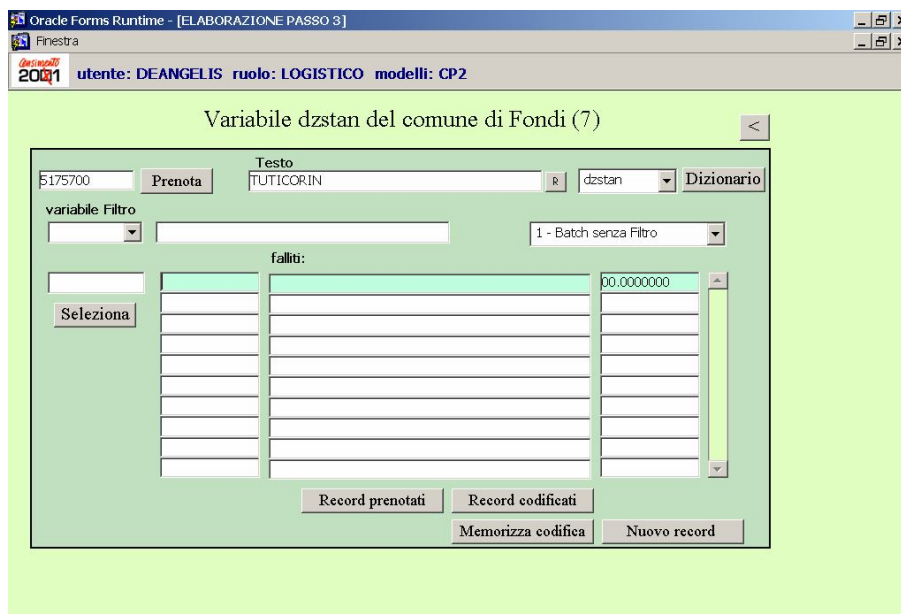 Oracle Forms Runtime - [ELABORAZIONE PASSO 3]
Finestra
Censimento
2001 utente: DEANGELIS ruolo: LOGISTICO modelli: CP2
Variabile dzstan del comune di Fondi (7)
<
Testo
5175700 Prenota TUTICORIN R dzstan Dizionario
variabile Filtro
1 - Batch senza Filtro
falliti:
00.0000000
Seleziona
Record prenotati Record codificati
Memorizza codifica Nuovo record